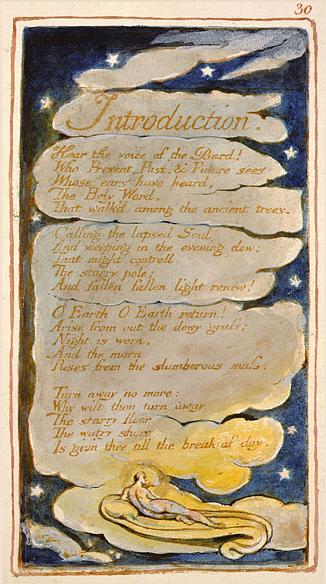 30
Introduction.
Hear the voice of the Bard!
Who Present, Past, & Future sees
Whose ears have heard,
The Holy Word,
That walk'd among the ancient trees.
Calling the lapsed Soul
And weeping in the evening dew:
That might controll
The starry pole;
And fallen fallen light renew!
O Earth O Earth return!
Arise from out the dewy grass;
Night is worn,
And the morn
Rises from the slumberous mass.
Turn away no more:
Why wilt thou turn away
The starry floor
The watry shore
Is giv'n thee till the break of day.